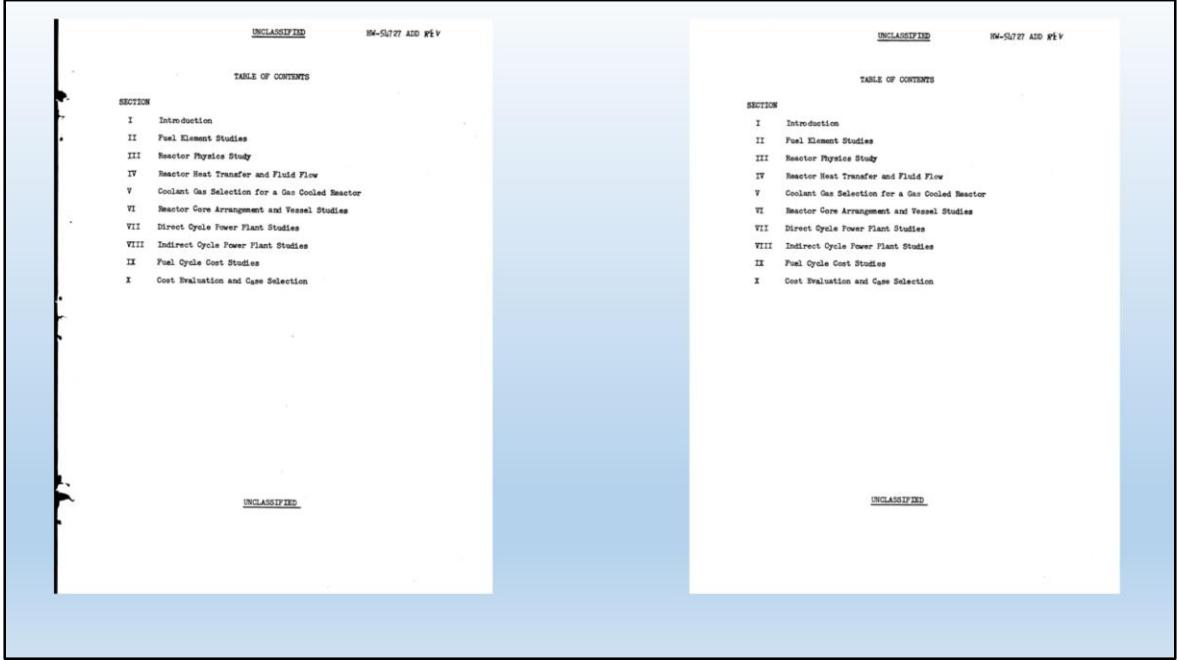 UNCLASSIFIED HW-54727 ADD REV
TABLE OF CONTENTS
SECTION
I Introduction
II Fuel Element Studies
III Reactor Physics Study
IV Reactor Heat Transfer and Fluid Flow
V Coolant Gas Selection for a Gas Cooled Reactor
VI Reactor Core Arrangement and Vessel Studies
VII Direct Cycle Power Plant Studies
VIII Indirect Cycle Power Plant Studies
IX Fuel Cycle Cost Studies
X Cost Evaluation and Case Selection
UNCLASSIFIED
UNCLASSIFIED HW-54727 ADD REV
TABLE OF CONTENTS
SECTION
I Introduction
II Fuel Element Studies
III Reactor Physics Study
IV Reactor Heat Transfer and Fluid Flow
V Coolant Gas Selection for a Gas Cooled Reactor
VI Reactor Core Arrangement and Vessel Studies
VII Direct Cycle Power Plant Studies
VIII Indirect Cycle Power Plant Studies
IX Fuel Cycle Cost Studies
X Cost Evaluation and Case Selection
UNCLASSIFIED